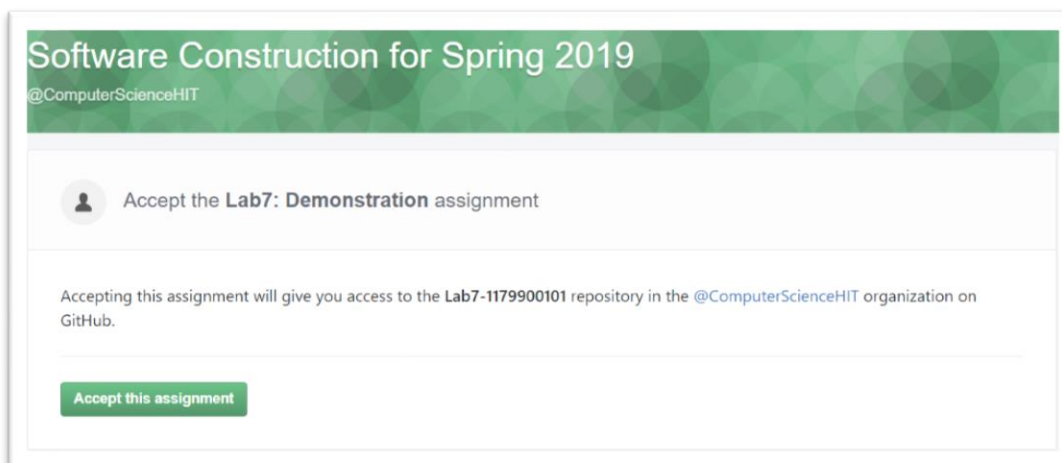 Software Construction for Spring 2019
@ComputerScienceHIT
Accept the Lab7: Demonstration assignment
Accepting this assignment will give you access to the Lab7-1179900101 repository in the @ComputerScienceHIT organization on
GitHub.
Accept this assignment